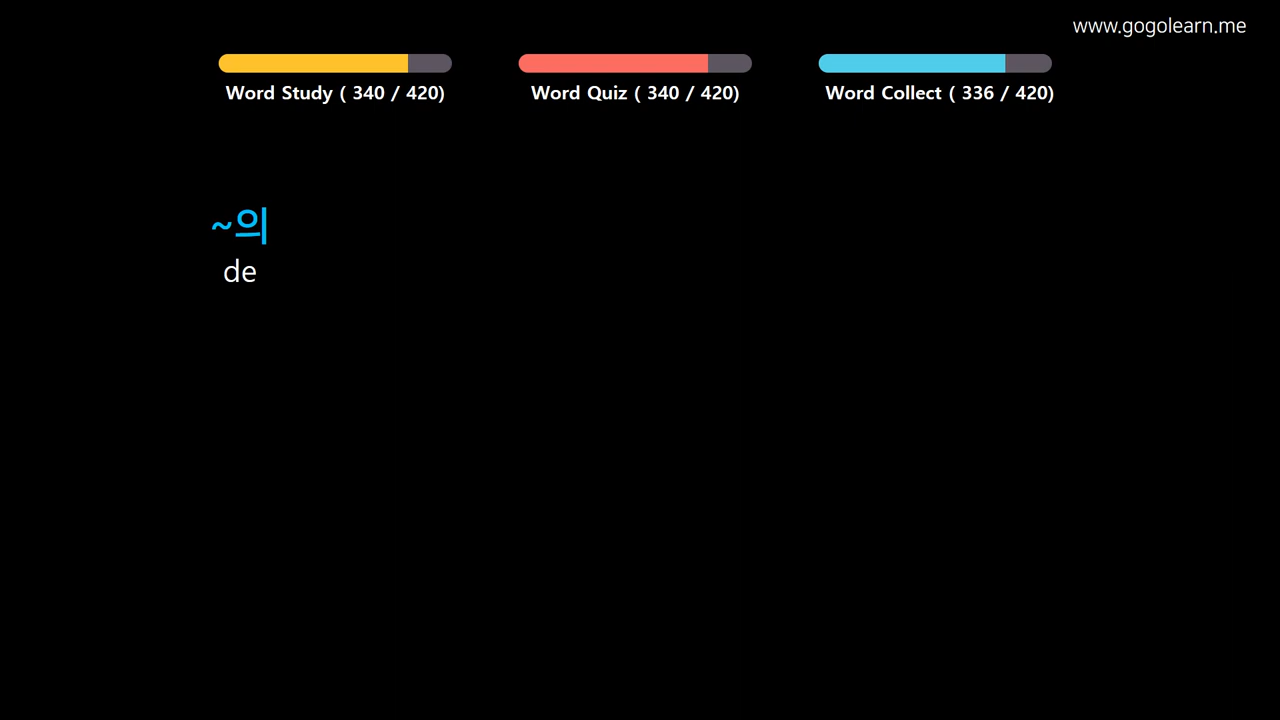 www.gogolearn.me
Word Study ( 340 / 420)
Word Quiz ( 340 / 420)
Word Collect ( 336 / 420)
~의
de